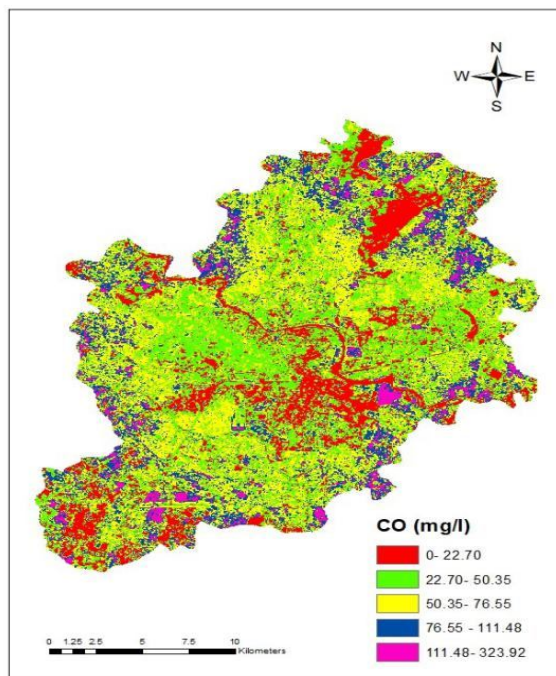 N
W E
S
CO (mg/l)
0- 22.70
22.70- 50.35
50.35- 76.55
76.55 - 111.48
111.48- 323.92
0 1.25 2.5 5 7.5 10
Kilometers